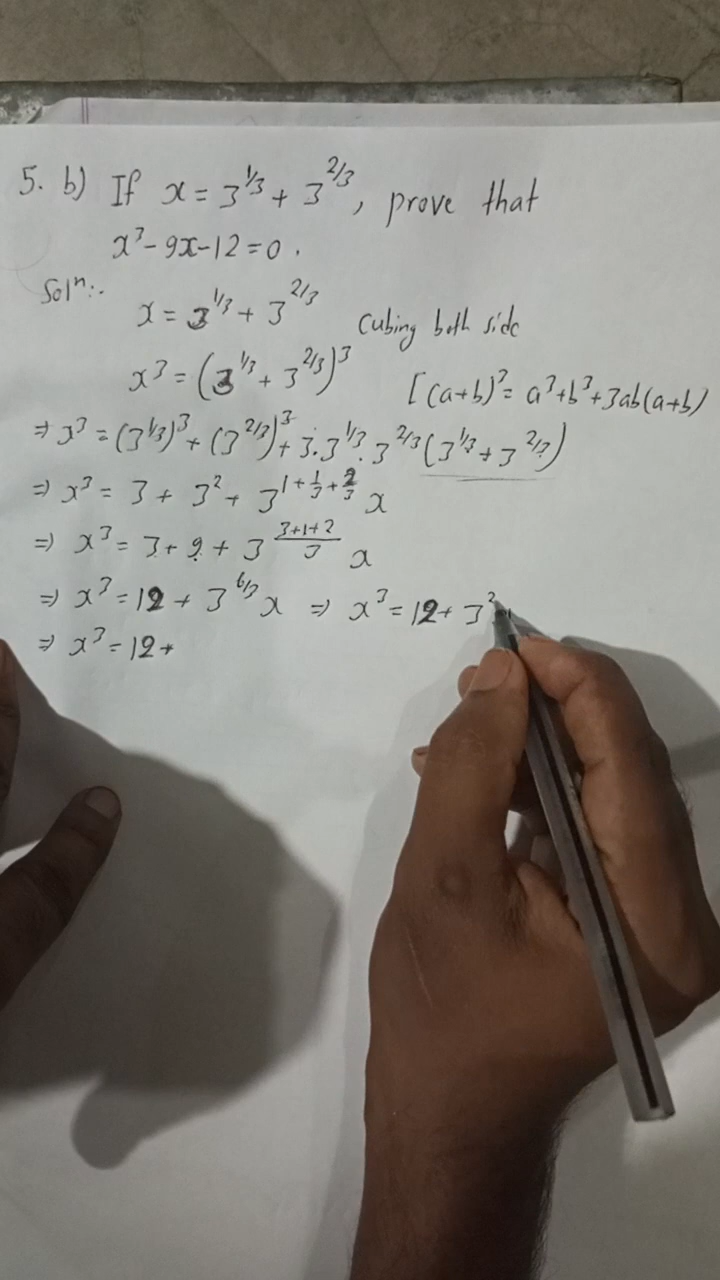 5. b) If x = 3^{1/3} + 3^{2/3}, prove that
x³ - 9x - 12 = 0.
Solⁿ:-
x = 3^{1/3} + 3^{2/3} Cubing both side
x³ = (3^{1/3} + 3^{2/3})³ [(a+b)³ = a³+b³+3ab(a+b)
⇒ x³ = (3^{1/3})³ + (3^{2/3})³ + 3.3^{1/3}.3^{2/3}(3^{1/3} + 3^{2/3})
⇒ x³ = 3 + 3² + 3^{1+1/3+2/3} x
⇒ x³ = 3 + 9 + 3^{(3+1+2)/3} x
⇒ x³ = 12 + 3^{6/3} x ⇒ x³ = 12 + 3²
⇒ x³ = 12 +